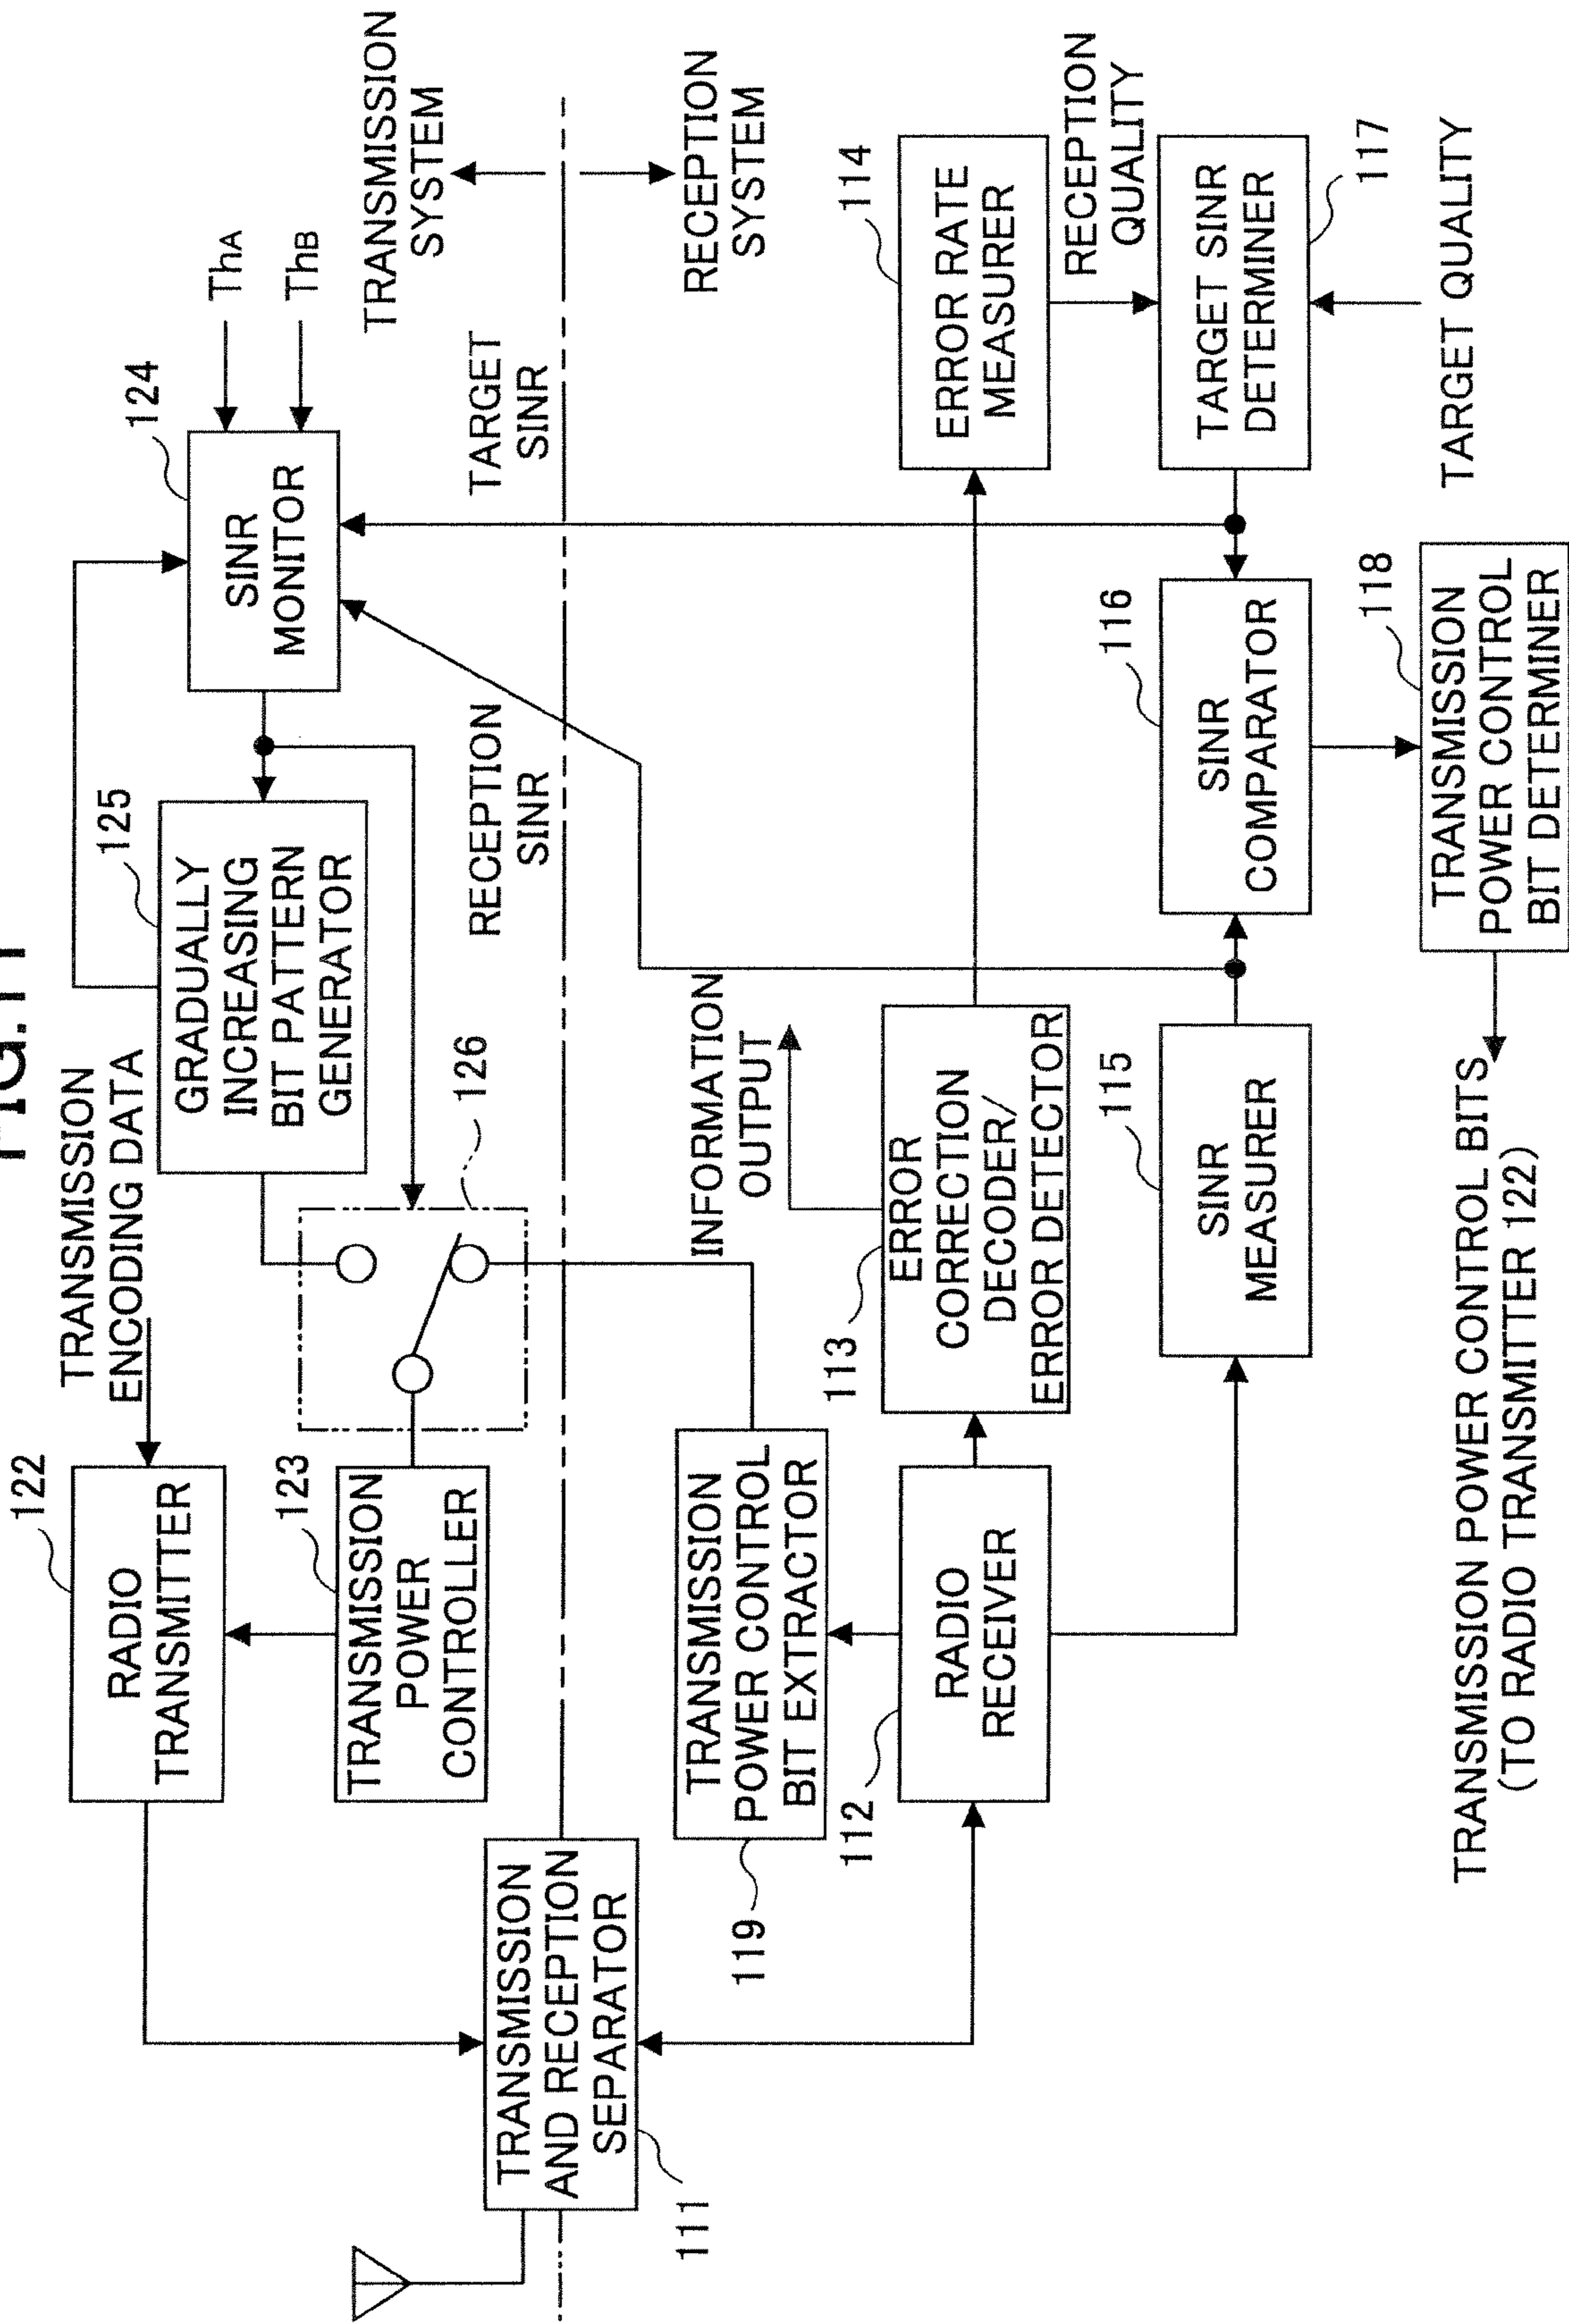 TRANSMISSION
SYSTEM
RECEPTION
SYSTEM
ThA
ThB
124
SINR
MONITOR
TARGET
SINR
125
GRADUALLY
INCREASING
BIT PATTERN
GENERATOR
RECEPTION
SINR
TRANSMISSION
ENCODING DATA
126
122
RADIO
TRANSMITTER
123
TRANSMISSION
POWER
CONTROLLER
TRANSMISSION
AND RECEPTION
SEPARATOR
111
TRANSMISSION
POWER CONTROL
BIT EXTRACTOR
119
112
RADIO
RECEIVER
INFORMATION
OUTPUT
113
ERROR
CORRECTION
DECODER/
ERROR DETECTOR
114
ERROR RATE
MEASURER
RECEPTION
QUALITY
117
TARGET SINR
DETERMINER
TARGET QUALITY
115
SINR
MEASURER
116
SINR
COMPARATOR
118
TRANSMISSION
POWER CONTROL
BIT DETERMINER
TRANSMISSION POWER CONTROL BITS
(TO RADIO TRANSMITTER 122)